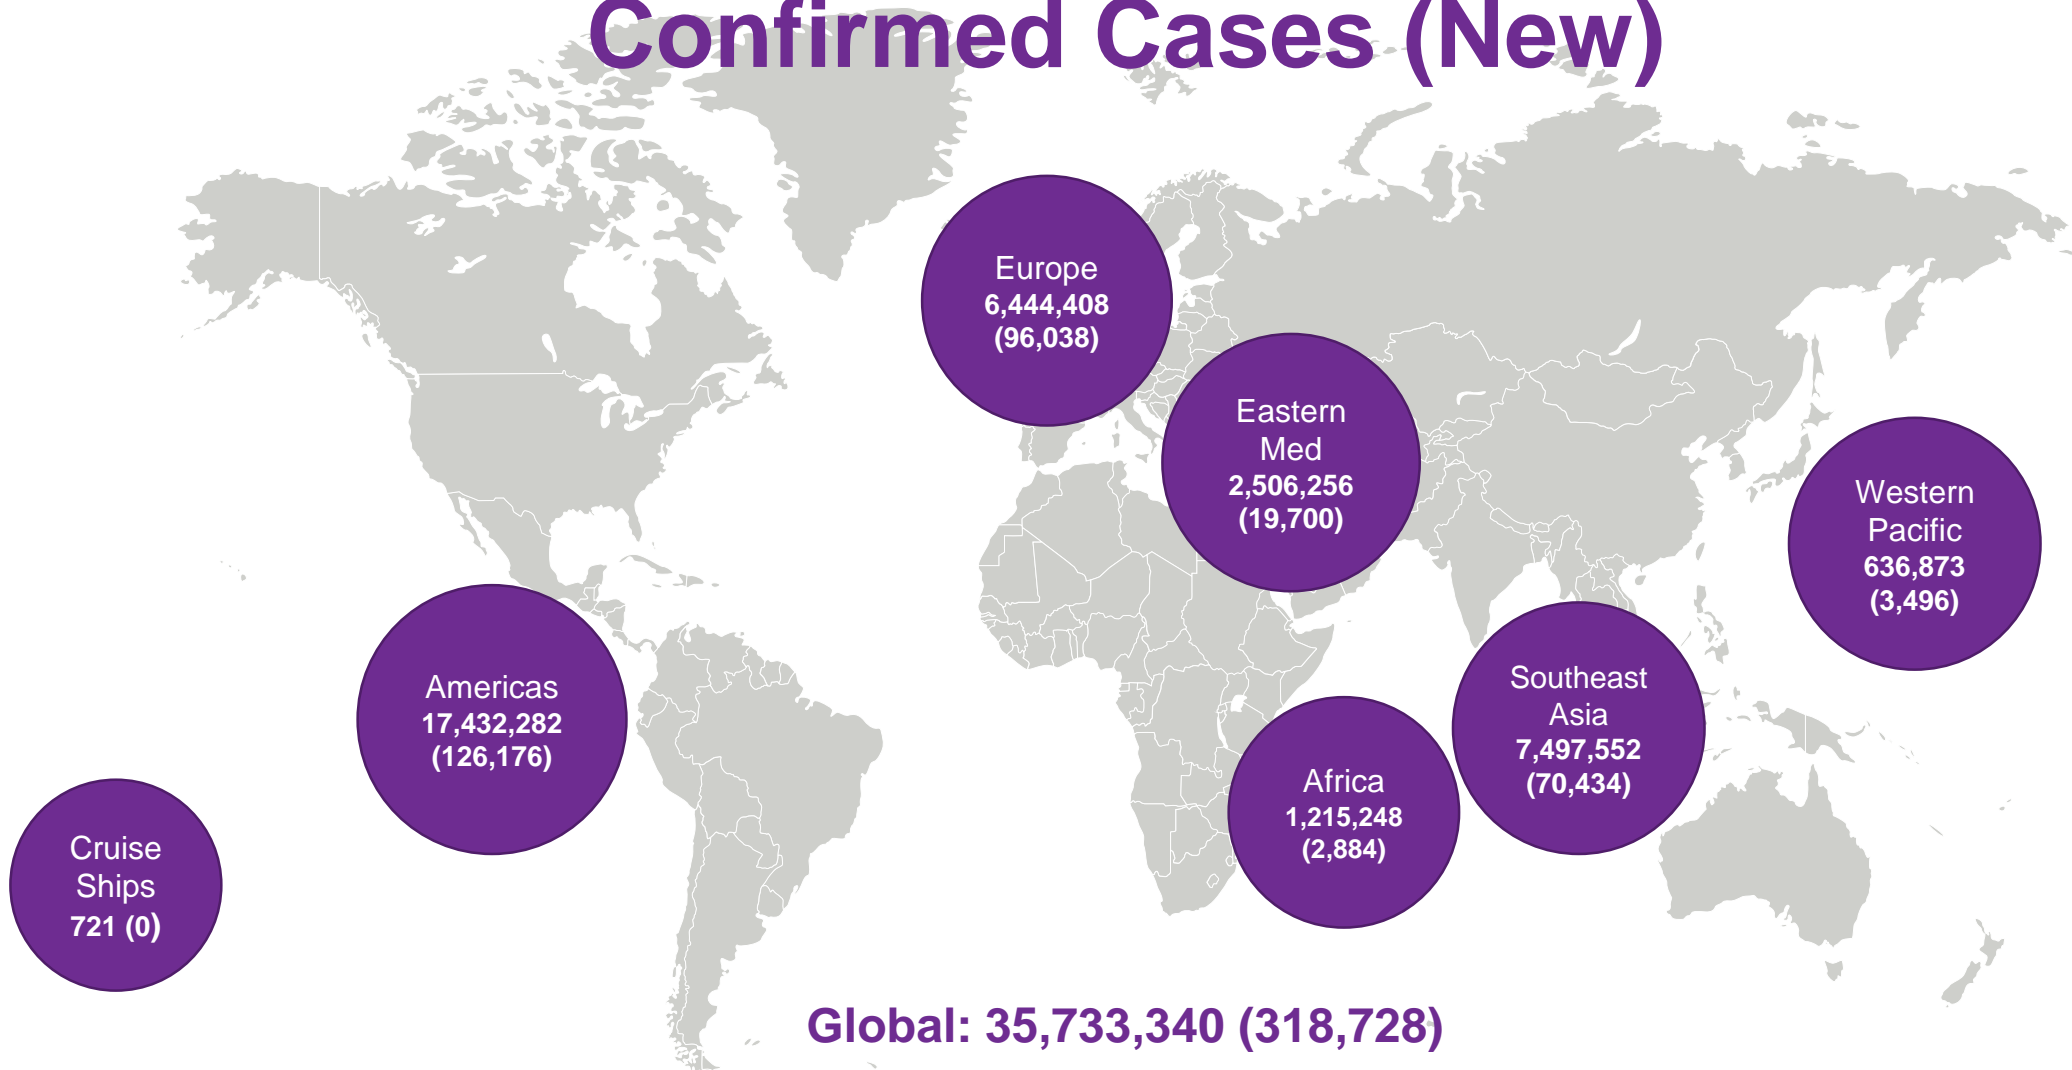 Confirmed Cases (New)
Europe
6,444,408
(96,038)
Eastern
Med
2,506,256
(19,700)
Western
Pacific
636,873
(3,496)
Americas
17,432,282
(126,176)
Southeast
Asia
7,497,552
(70,434)
Africa
1,215,248
(2,884)
Cruise
Ships
721 (0)
Global: 35,733,340 (318,728)